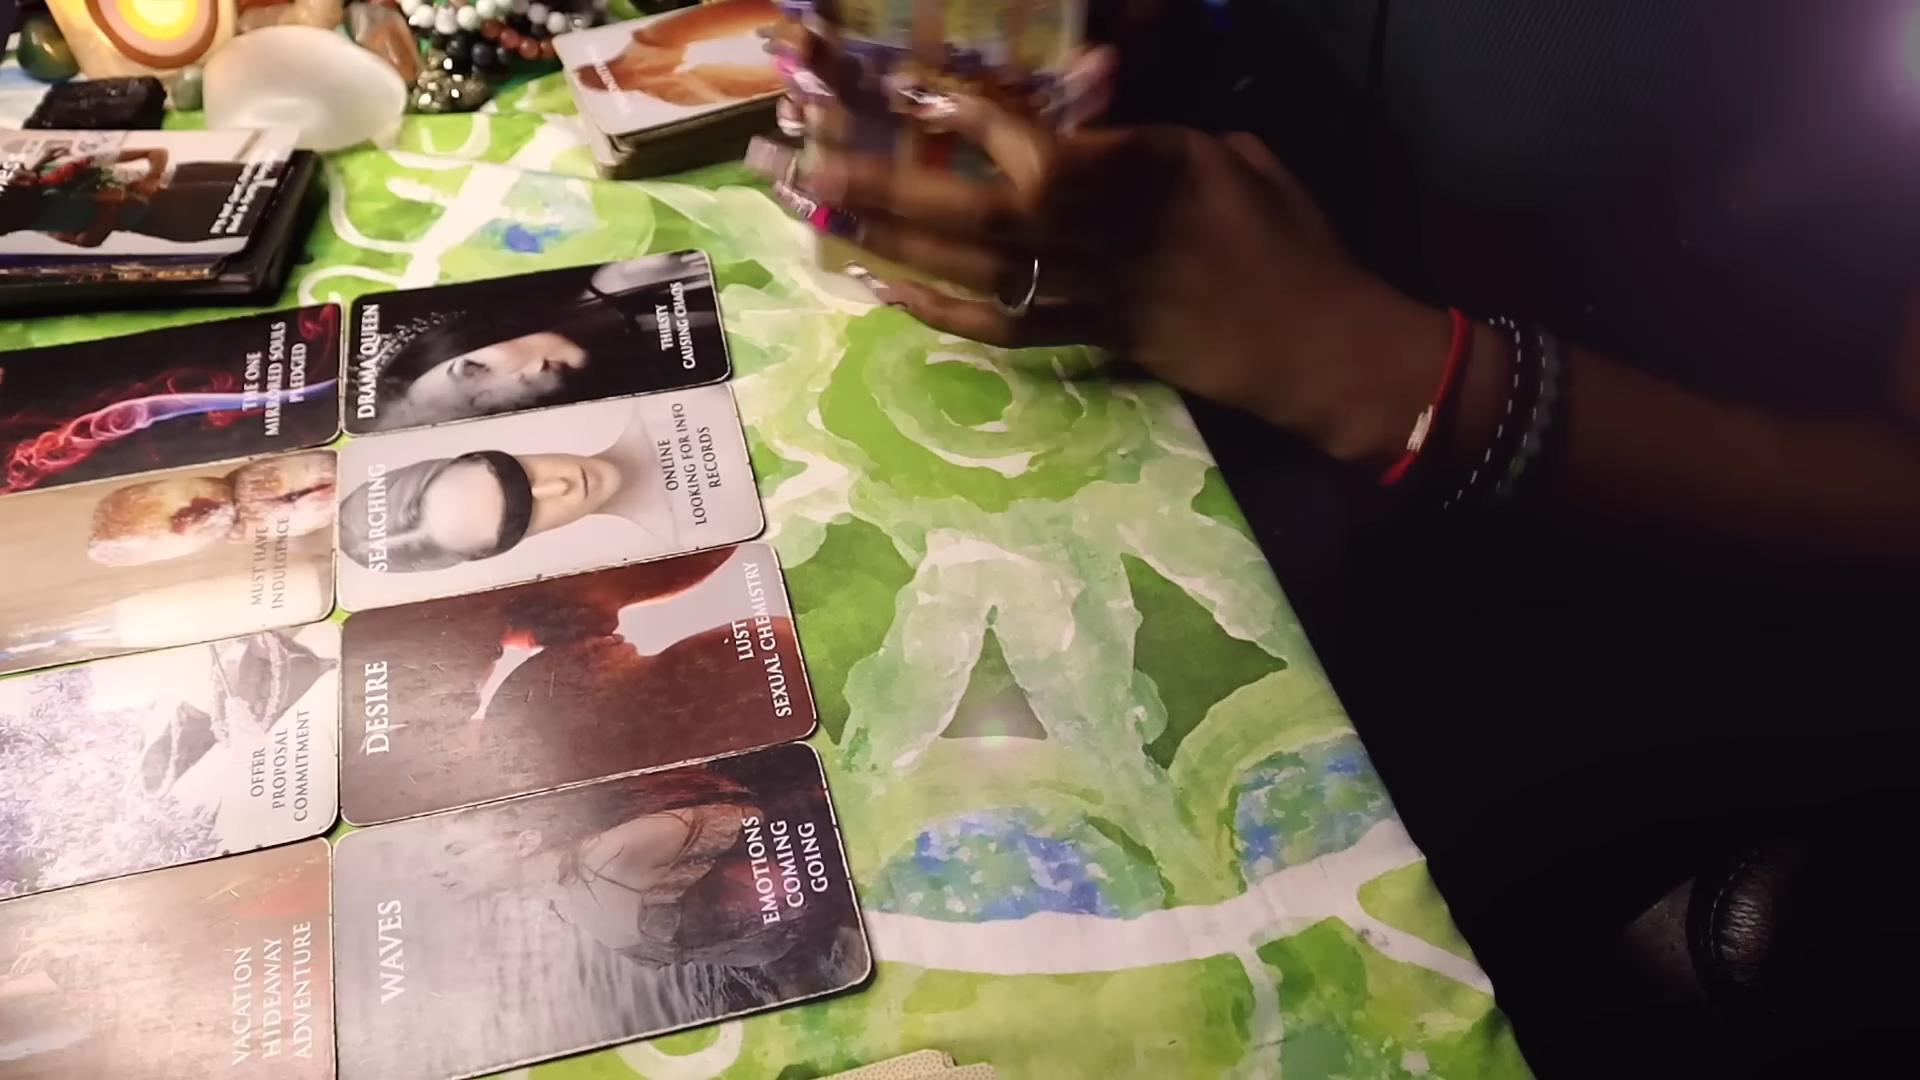 THE ONE
MIRRORED SOULS
PLEDGED
DRAMA QUEEN
THIRSTY
CAUSING CHAOS
MUST HAVE
INDULGENCE
SEARCHING
ONLINE
LOOKING FOR INFO
RECORDS
OFFER
PROPOSAL
COMMITMENT
DESIRE
LUST
SEXUAL CHEMISTRY
VACATION
HIDEAWAY
ADVENTURE
WAVES
EMOTIONS
COMING
GOING